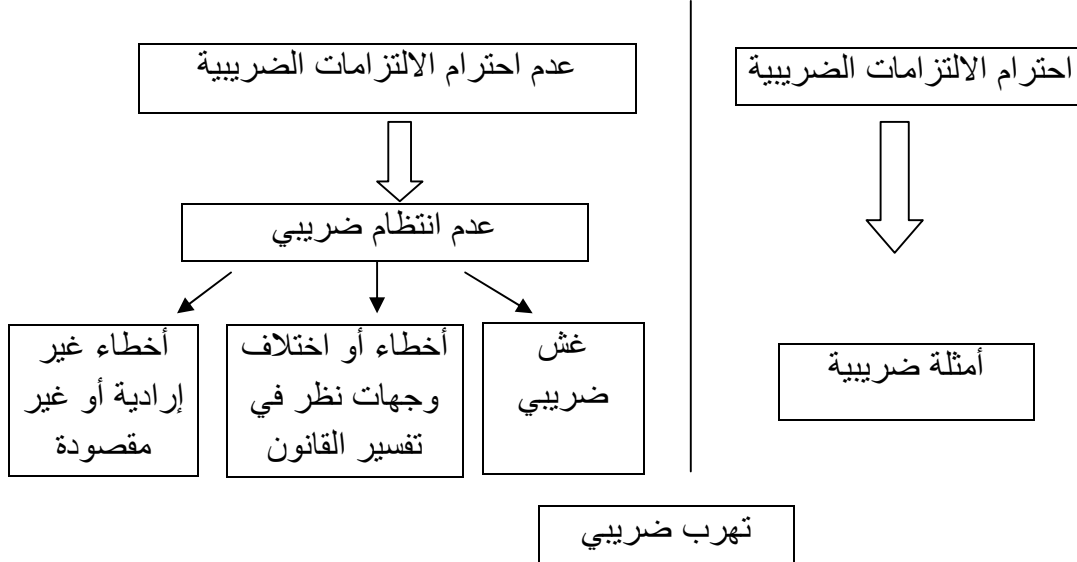 احترام الالتزامات الضريبية
عدم احترام الالتزامات الضريبية
عدم انتظام ضريبي
غش
ضريبي
أخطاء أو اختلاف
وجهات نظر في
تفسير القانون
أخطاء غير
إرادية أو غير
مقصودة
أمثلة ضريبية
تهرب ضريبي